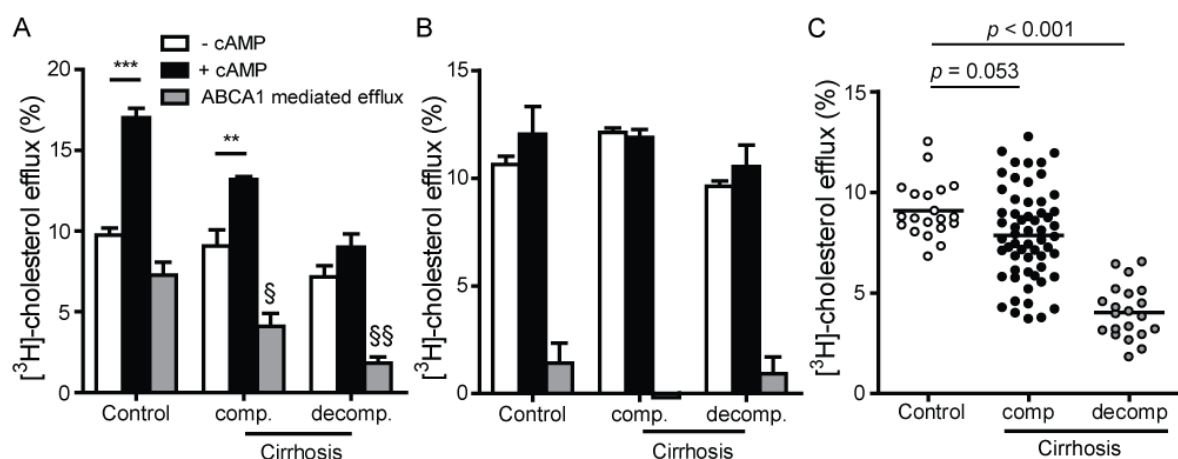 A
- cAMP
+ cAMP
ABCA1 mediated efflux
[³H]-cholesterol efflux (%)
20
15
10
5
0
***
**
§
§§
Control
comp.
decomp.
Cirrhosis
B
[³H]-cholesterol efflux (%)
15
10
5
0
Control
comp.
decomp.
Cirrhosis
C
p < 0.001
p = 0.053
[³H]-cholesterol efflux (%)
15
10
5
0
Control
comp
decomp
Cirrhosis